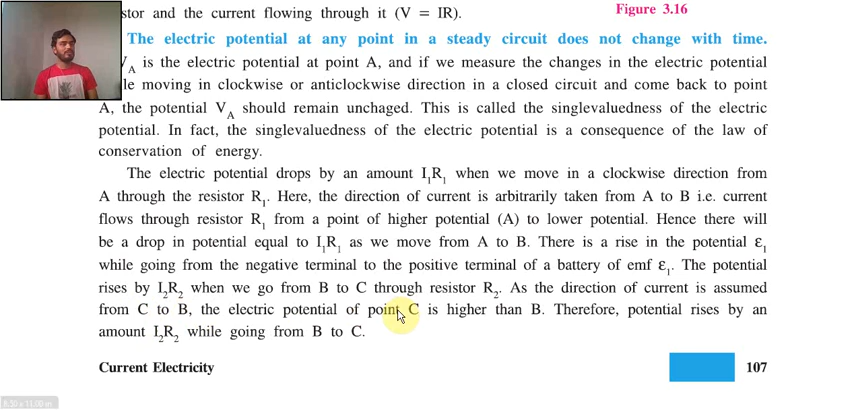 stor and the current flowing through it (V = IR).
Figure 3.16
The electric potential at any point in a steady circuit does not change with time.
V_A is the electric potential at point A, and if we measure the changes in the electric potential
le moving in clockwise or anticlockwise direction in a closed circuit and come back to point
A, the potential V_A should remain unchaged. This is called the singlevaluedness of the electric
potential. In fact, the singlevaluedness of the electric potential is a consequence of the law of
conservation of energy.
The electric potential drops by an amount I₁R₁ when we move in a clockwise direction from
A through the resistor R₁. Here, the direction of current is arbitrarily taken from A to B i.e. current
flows through resistor R₁ from a point of higher potential (A) to lower potential. Hence there will
be a drop in potential equal to I₁R₁ as we move from A to B. There is a rise in the potential ε₁
while going from the negative terminal to the positive terminal of a battery of emf ε₁. The potential
rises by I₂R₂ when we go from B to C through resistor R₂. As the direction of current is assumed
from C to B, the electric potential of point C is higher than B. Therefore, potential rises by an
amount I₂R₂ while going from B to C.
Current Electricity
107
8.50 x 11.00 in